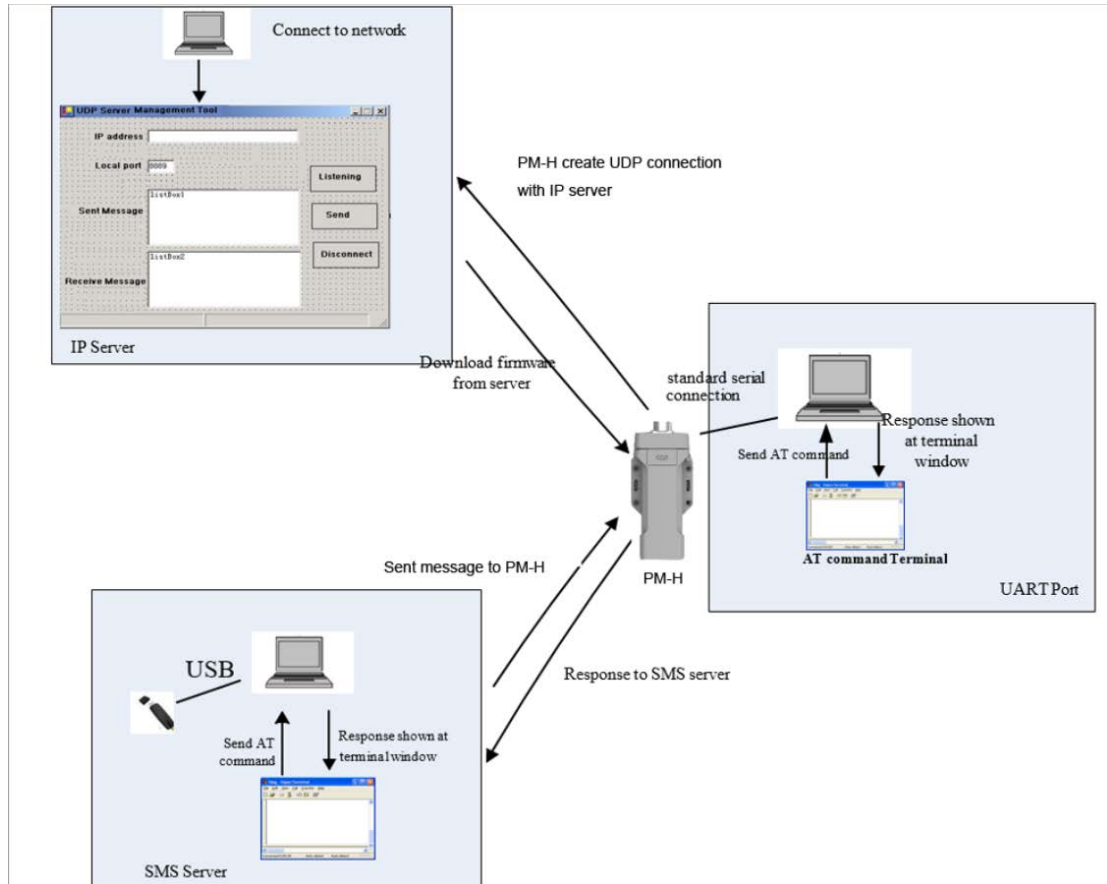 Connect to network
UDP Server Management Tool
IP address
Local port
8889
Listening
Sent Message
listBox1
Send
Disconnect
listBox2
Receive Message
IP Server
PM-H create UDP connection
with IP server
Download firmware
from server
standard serial
connection
Response shown
at terminal
window
Send AT command
AT command Terminal
UART Port
PM-H
Sent message to PM-H
Response to SMS server
USB
Send AT
command
Response shown at
terminal window
SMS Server